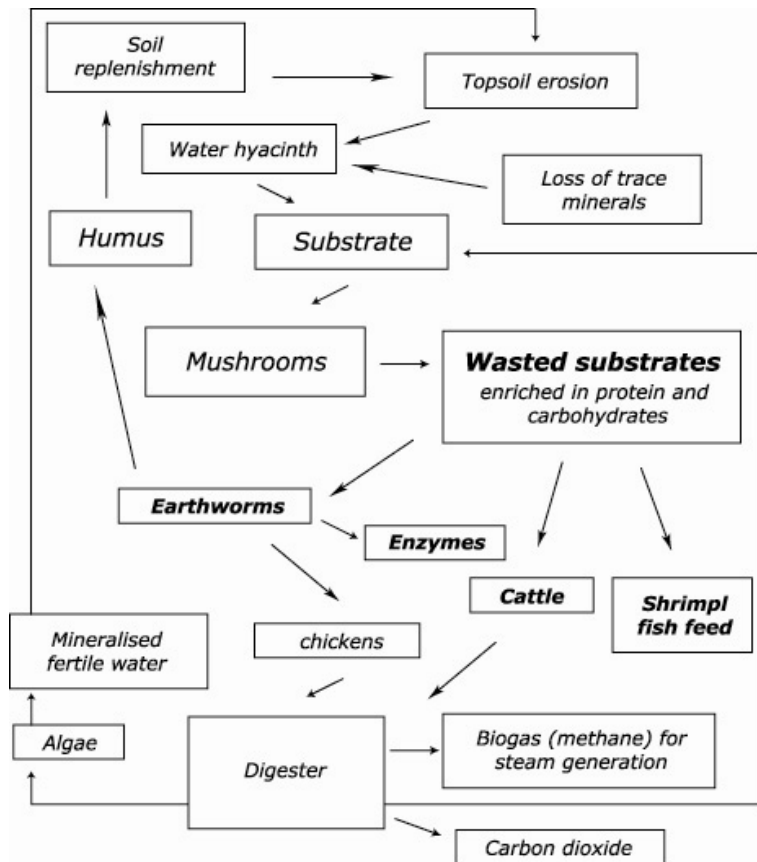 Soil
replenishment
Topsoil erosion
Water hyacinth
Loss of trace
minerals
Humus
Substrate
Mushrooms
Wasted substrates
enriched in protein and
carbohydrates
Earthworms
Enzymes
Cattle
Shrimpl
fish feed
Mineralised
fertile water
chickens
Algae
Digester
Biogas (methane) for
steam generation
Carbon dioxide